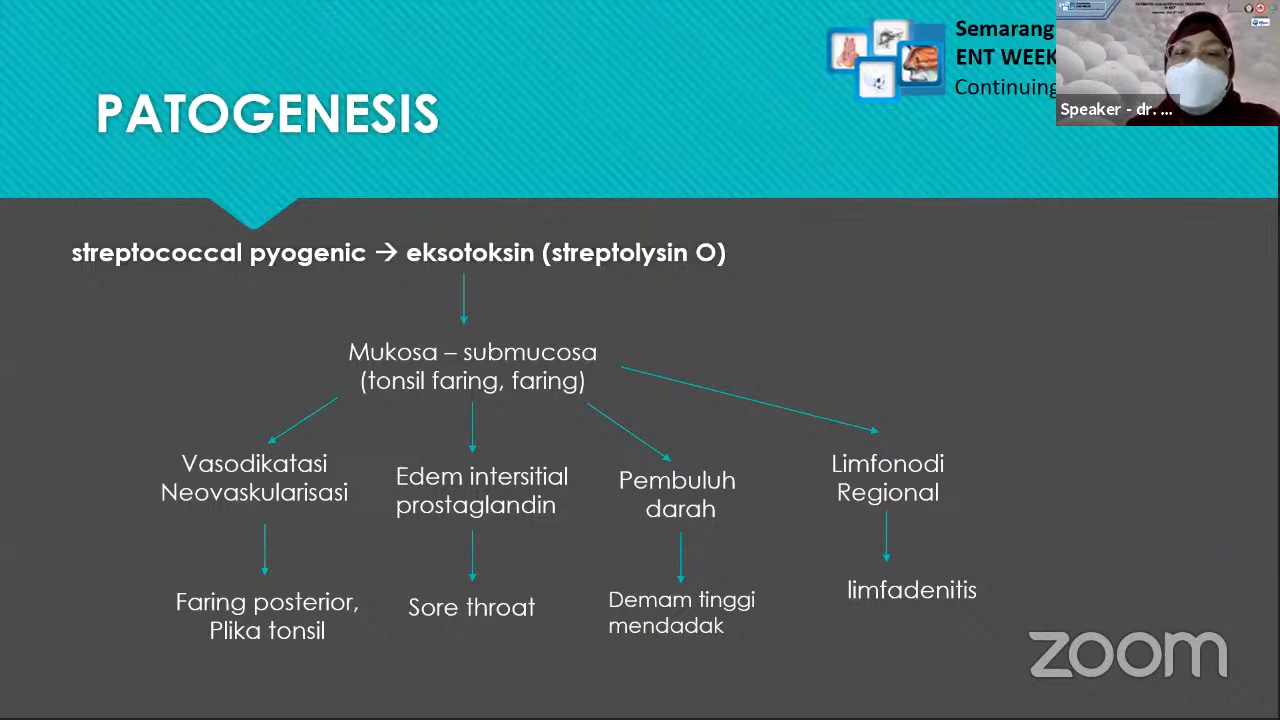 Semarang
ENT WEEK
Continuing
PATOGENESIS
Speaker - dr. ...
streptococcal pyogenic → eksotoksin (streptolysin O)
Mukosa – submucosa
(tonsil faring, faring)
Vasodikatasi
Neovaskularisasi
Edem intersitial
prostaglandin
Pembuluh
darah
Limfonodi
Regional
Faring posterior,
Plika tonsil
Sore throat
Demam tinggi
mendadak
limfadenitis
zoom